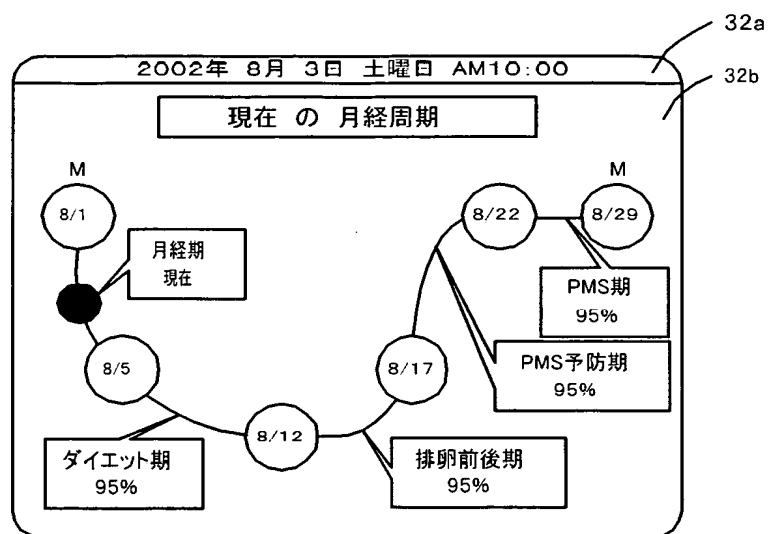 32a
2002年 8月 3日 土曜日 AM10:00
32b
現在 の 月経周期
M
M
8/1
8/22
8/29
月経期
現在
PMS期
95%
8/5
8/17
PMS予防期
95%
8/12
ダイエット期
95%
排卵前後期
95%